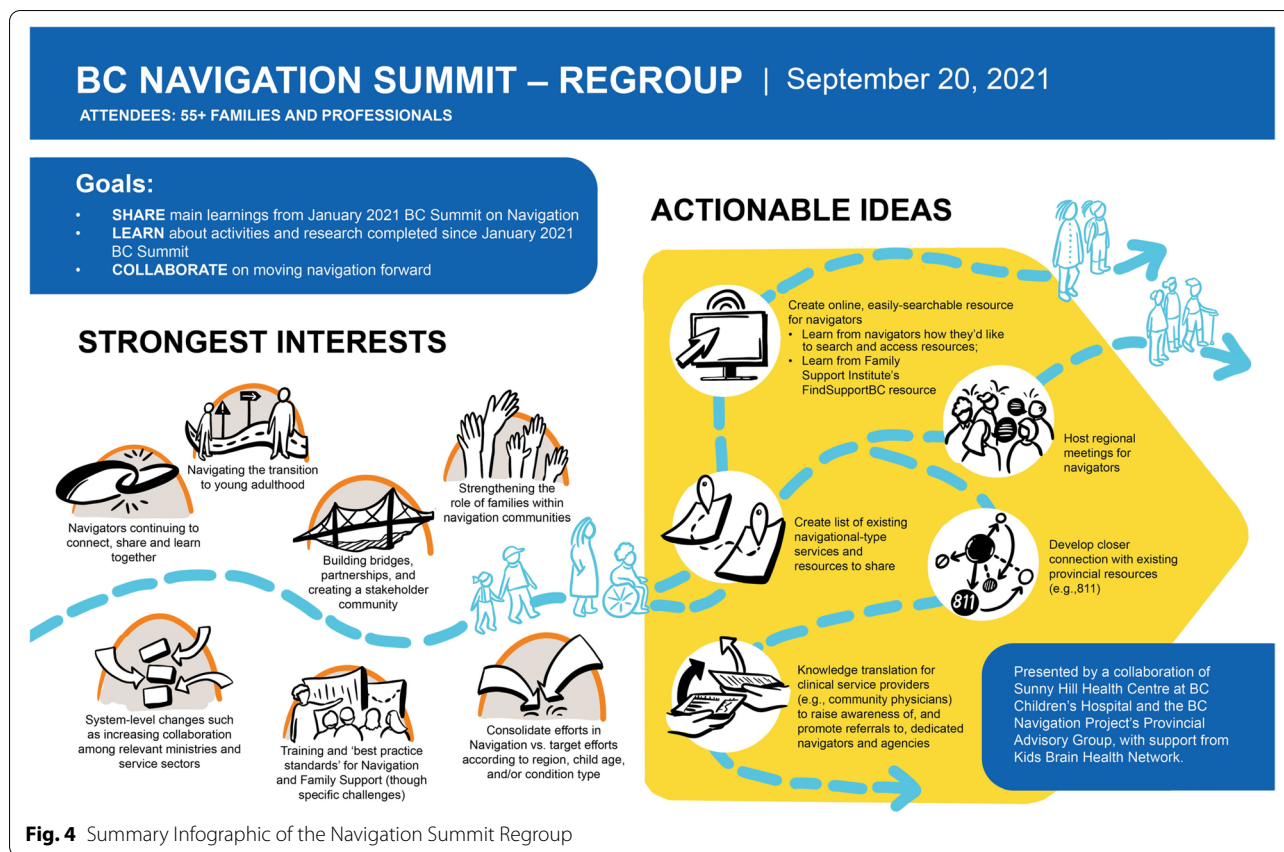 BC NAVIGATION SUMMIT – REGROUP | September 20, 2021
ATTENDEES: 55+ FAMILIES AND PROFESSIONALS
Goals:
• SHARE main learnings from January 2021 BC Summit on Navigation
• LEARN about activities and research completed since January 2021
BC Summit
• COLLABORATE on moving navigation forward
STRONGEST INTERESTS
Navigating the transition
to young adulthood
Navigators continuing to
connect, share and learn
together
Building bridges,
partnerships, and
creating a stakeholder
community
Strengthening the
role of families within
navigation communities
System-level changes such
as increasing collaboration
among relevant ministries and
service sectors
Training and ‘best practice
standards’ for Navigation
and Family Support (though
specific challenges)
Consolidate efforts in
Navigation vs. target efforts
according to region, child age,
and/or condition type
ACTIONABLE IDEAS
Create online, easily-searchable resource
for navigators
• Learn from navigators how they’d like
to search and access resources;
• Learn from Family
Support Institute’s
FindSupportBC resource
Host regional
meetings for
navigators
Create list of existing
navigational-type
services and
resources to share
811
Develop closer
connection with existing
provincial resources
(e.g.,811)
Knowledge translation for
clinical service providers
(e.g., community physicians)
to raise awareness of, and
promote referrals to, dedicated
navigators and agencies
Presented by a collaboration of
Sunny Hill Health Centre at BC
Children’s Hospital and the BC
Navigation Project’s Provincial
Advisory Group, with support from
Kids Brain Health Network.
Fig. 4 Summary Infographic of the Navigation Summit Regroup